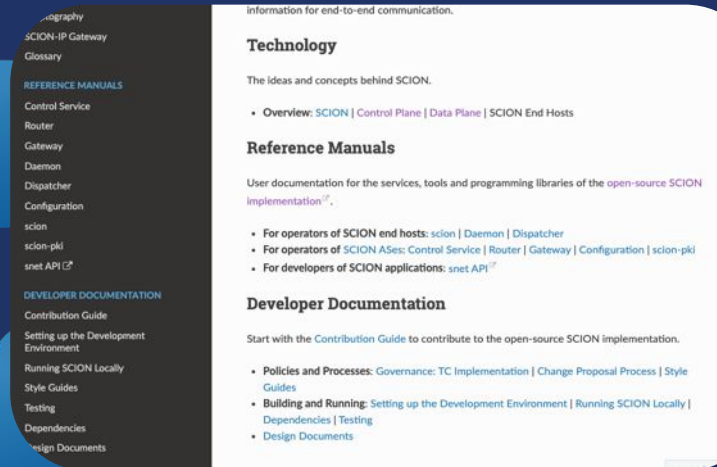 SCION-IP Gateway
Glossary
REFERENCE MANUALS
Control Service
Router
Gateway
Daemon
Dispatcher
Configuration
scion
scion-pki
snet API
DEVELOPER DOCUMENTATION
Contribution Guide
Setting up the Development
Environment
Running SCION Locally
Style Guides
Testing
Dependencies
Design Documents
information for end-to-end communication.
Technology
The ideas and concepts behind SCION.
• Overview: SCION | Control Plane | Data Plane | SCION End Hosts
Reference Manuals
User documentation for the services, tools and programming libraries of the open-source SCION
implementation.
• For operators of SCION end hosts: scion | Daemon | Dispatcher
• For operators of SCION ASes: Control Service | Router | Gateway | Configuration | scion-pki
• For developers of SCION applications: snet API
Developer Documentation
Start with the Contribution Guide to contribute to the open-source SCION implementation.
• Policies and Processes: Governance: TC Implementation | Change Proposal Process | Style
Guides
• Building and Running: Setting up the Development Environment | Running SCION Locally |
Dependencies | Testing
• Design Documents